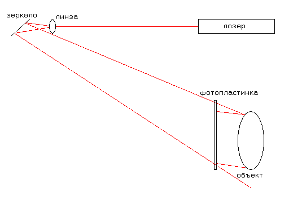 зеркало
линза
лазер
фотопластинка
объект